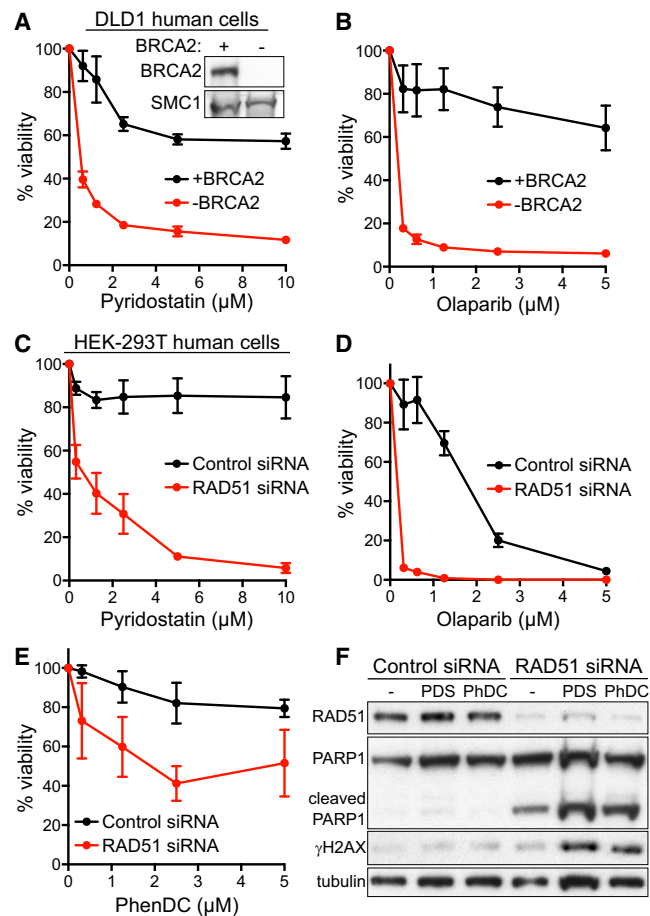 A DLD1 human cells
BRCA2: + -
BRCA2
SMC1
% viability
100
80
60
40
20
0
+BRCA2
-BRCA2
0 2 4 6 8 10
Pyridostatin (µM)
B
% viability
100
80
60
40
20
0
+BRCA2
-BRCA2
0 1 2 3 4 5
Olaparib (µM)
C HEK-293T human cells
% viability
100
80
60
40
20
0
Control siRNA
RAD51 siRNA
0 2 4 6 8 10
Pyridostatin (µM)
D
% viability
100
80
60
40
20
0
Control siRNA
RAD51 siRNA
0 1 2 3 4 5
Olaparib (µM)
E
% viability
100
80
60
40
20
0
Control siRNA
RAD51 siRNA
0 1 2 3 4 5
PhenDC (µM)
F Control siRNA RAD51 siRNA
- PDS PhDC - PDS PhDC
RAD51
PARP1
cleaved
PARP1
γH2AX
tubulin